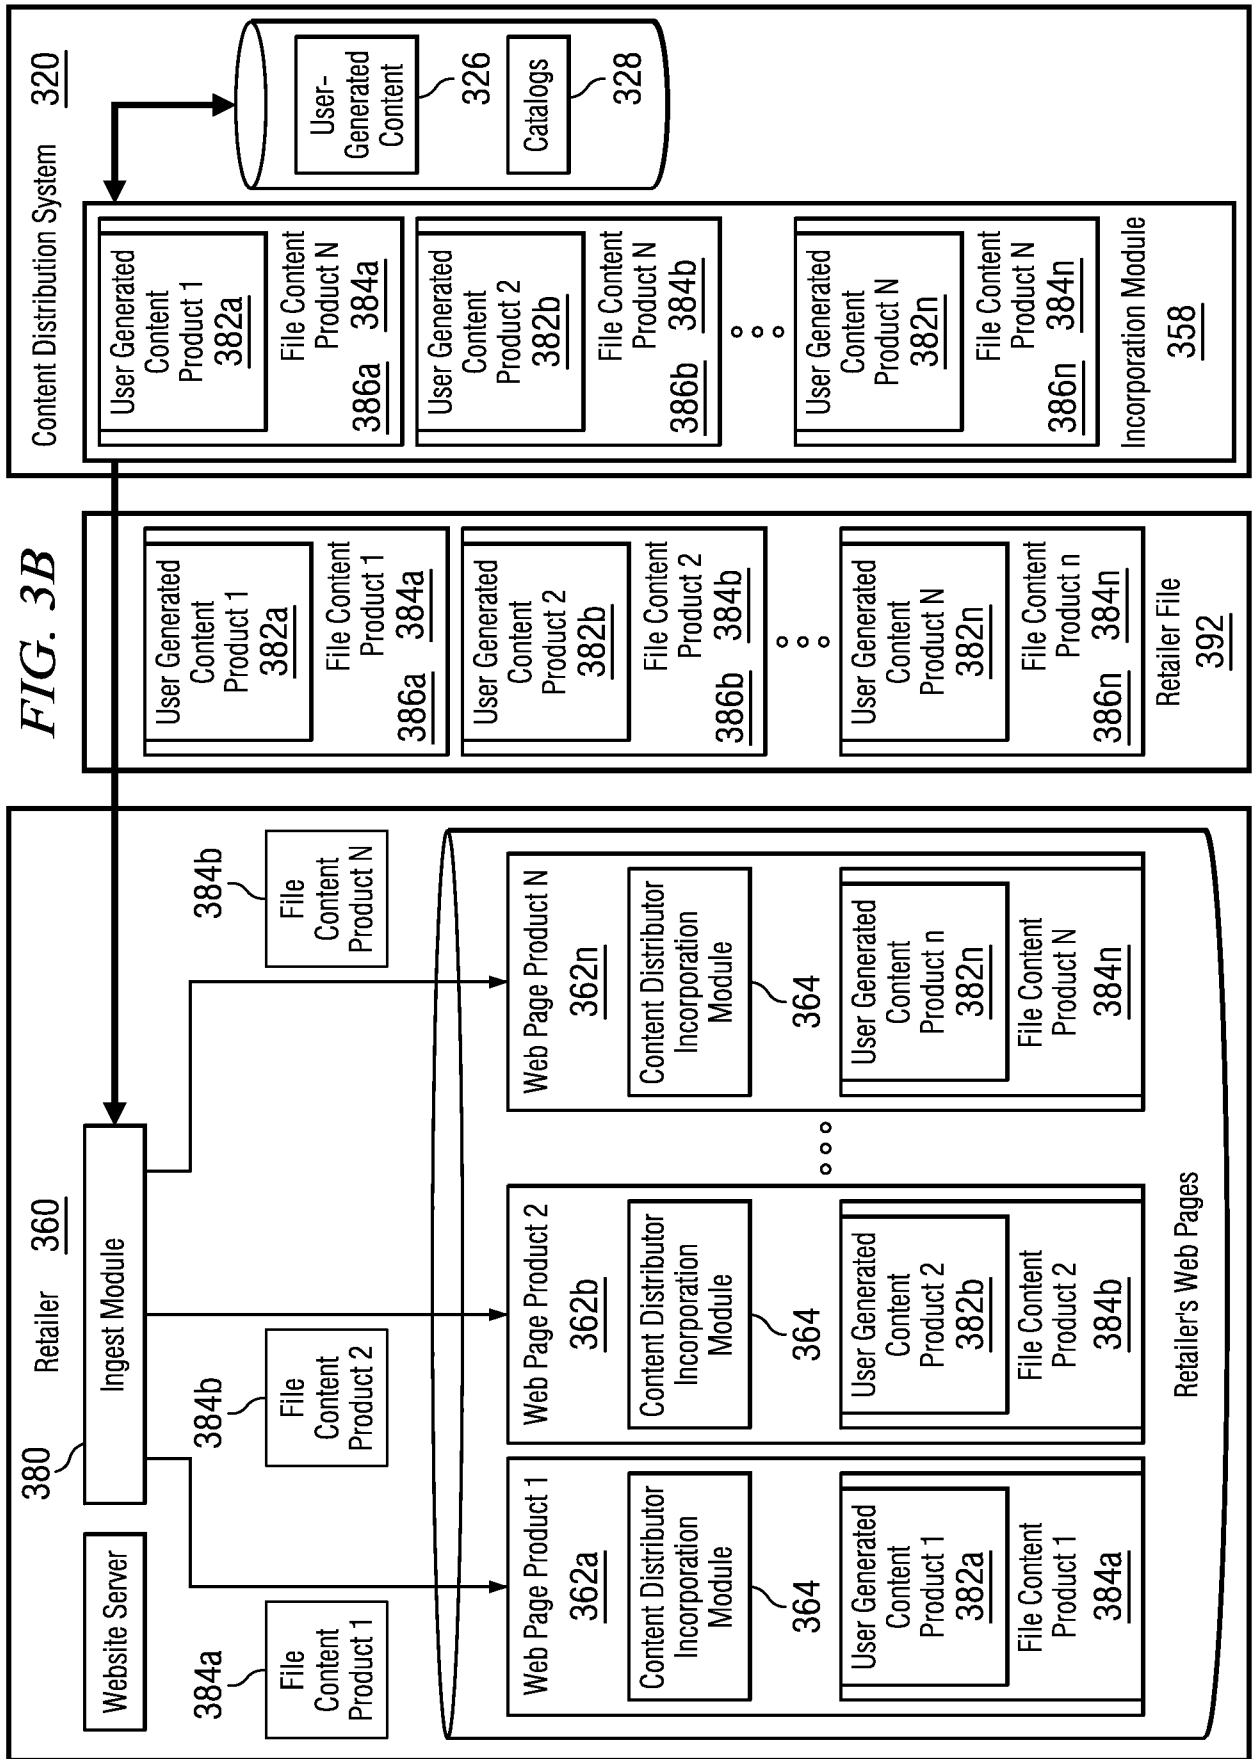 FIG. 3B
Retailer
360
Website Server
380
Ingest Module
384a
File
Content
Product 1
384b
File
Content
Product 2
384b
File
Content
Product N
Web Page Product 1
362a
Content Distributor
Incorporation
Module
364
User Generated
Content
Product 1
382a
File Content
Product 1
384a
Web Page Product 2
362b
Content Distributor
Incorporation
Module
364
User Generated
Content
Product 2
382b
File Content
Product 2
384b
Web Page Product N
362n
Content Distributor
Incorporation
Module
364
User Generated
Content
Product n
382n
File Content
Product N
384n
Retailer's Web Pages
User Generated
Content
Product 1
382a
File Content
Product 1
386a
384a
User Generated
Content
Product 2
382b
File Content
Product 2
386b
384b
User Generated
Content
Product N
382n
File Content
Product n
386n
384n
Retailer File
392
Content Distribution System
320
User Generated
Content
Product 1
382a
File Content
Product N
386a
384a
User Generated
Content
Product 2
382b
File Content
Product N
386b
384b
User Generated
Content
Product N
382n
File Content
Product N
386n
384n
Incorporation Module
358
User-
Generated
Content
326
Catalogs
328